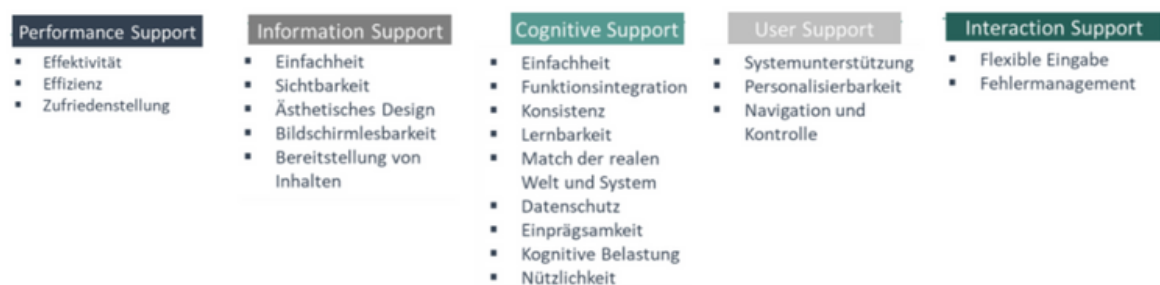 Performance Support
Effektivität
Effizienz
Zufriedenstellung
Information Support
Einfachheit
Sichtbarkeit
Ästhetisches Design
Bildschirmlesbarkeit
Bereitstellung von
Inhalten
Cognitive Support
Einfachheit
Funktionsintegration
Konsistenz
Lernbarkeit
Match der realen
Welt und System
Datenschutz
Einprägsamkeit
Kognitive Belastung
Nützlichkeit
User Support
Systemunterstützung
Personalisierbarkeit
Navigation und
Kontrolle
Interaction Support
Flexible Eingabe
Fehlermanagement